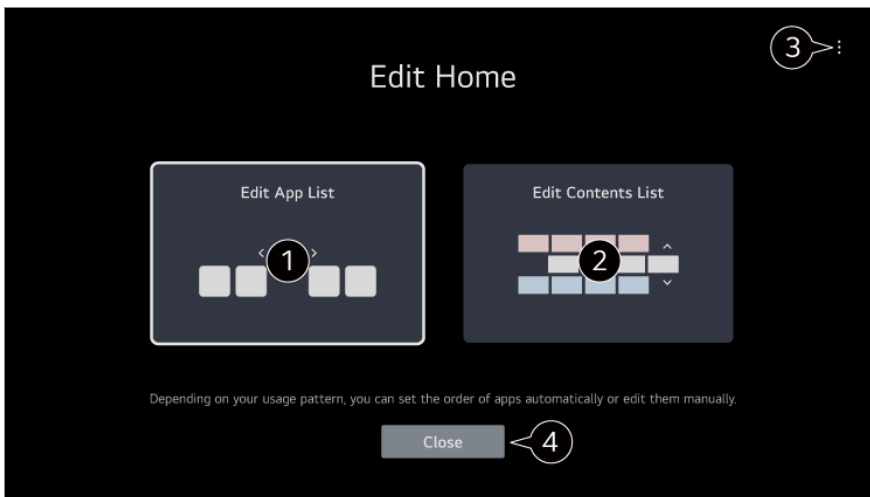 3
Edit Home
Edit App List
Edit Contents List
1
2
Depending on your usage pattern, you can set the order of apps automatically or edit them manually.
Close
4